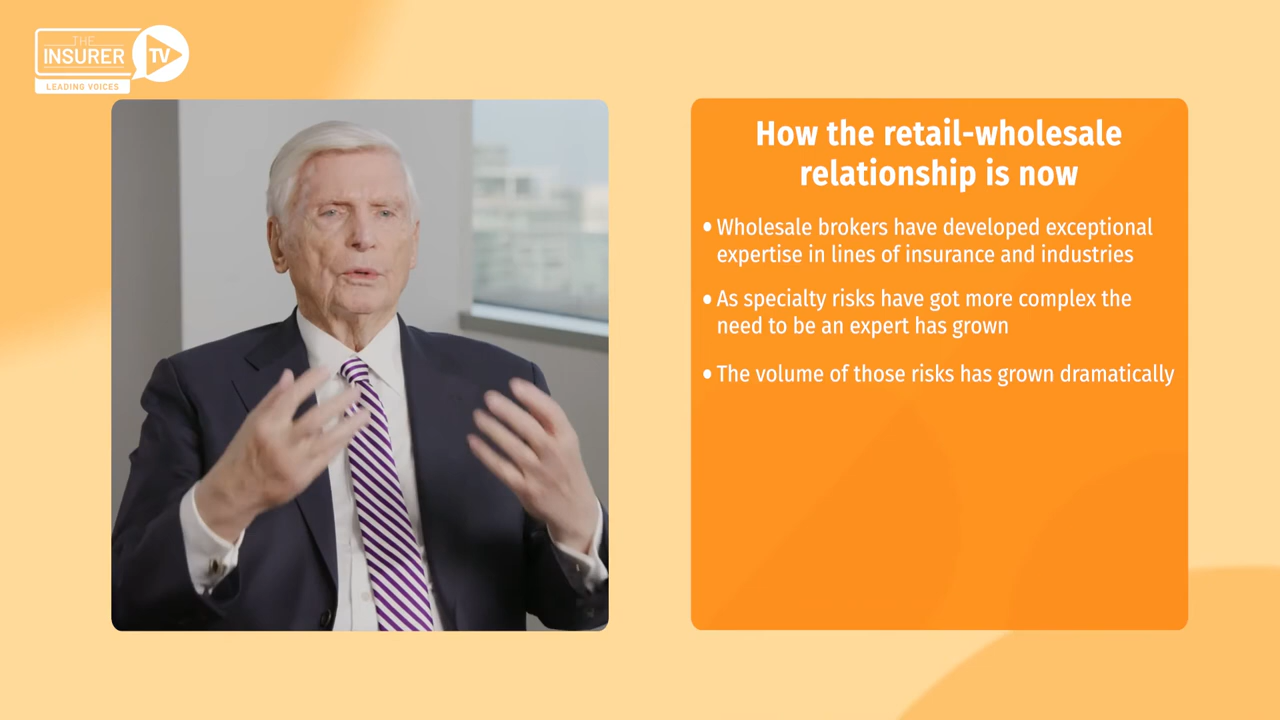 THE
INSURER
TV
LEADING VOICES
How the retail-wholesale
relationship is now
• Wholesale brokers have developed exceptional
expertise in lines of insurance and industries
• As specialty risks have got more complex the
need to be an expert has grown
• The volume of those risks has grown dramatically